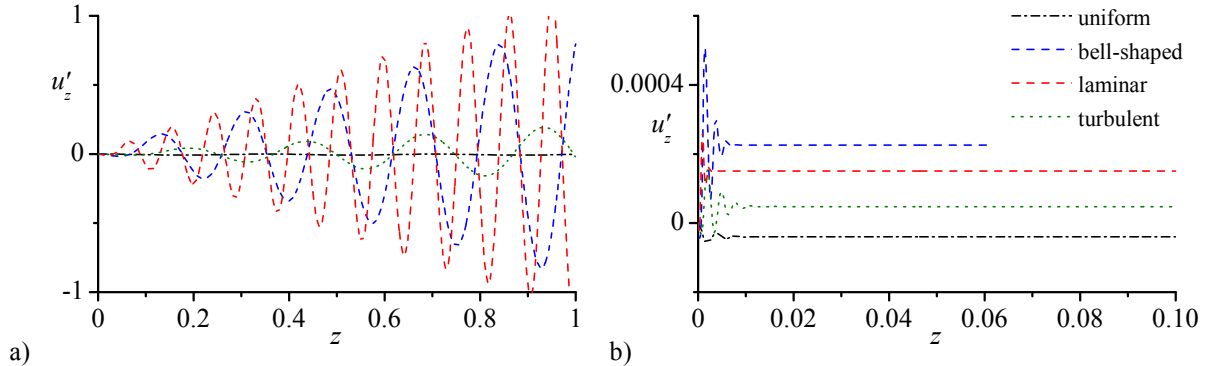 1
u′z
0
-1
0
0.2
0.4
0.6
0.8
1
z
a)
0.0004
u′z
0
0
0.02
0.04
0.06
0.08
0.10
z
b)
uniform
bell-shaped
laminar
turbulent